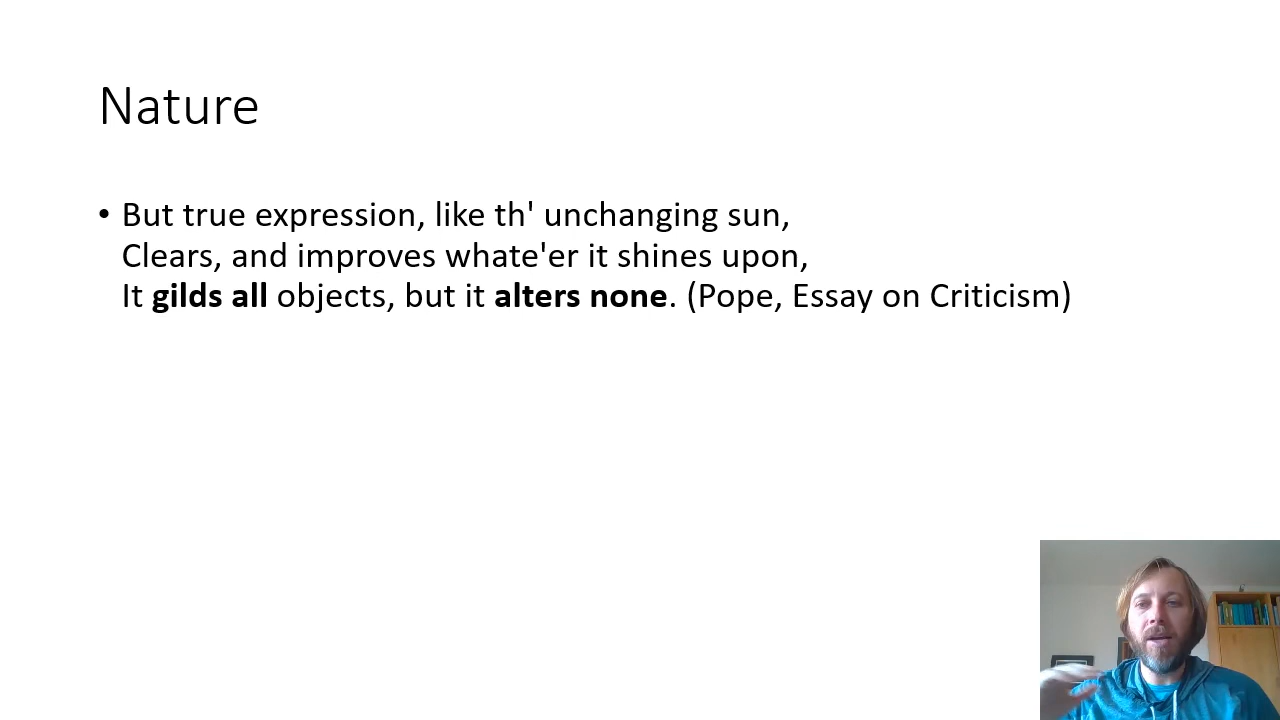 Nature
• But true expression, like th' unchanging sun,
Clears, and improves whate'er it shines upon,
It gilds all objects, but it alters none. (Pope, Essay on Criticism)